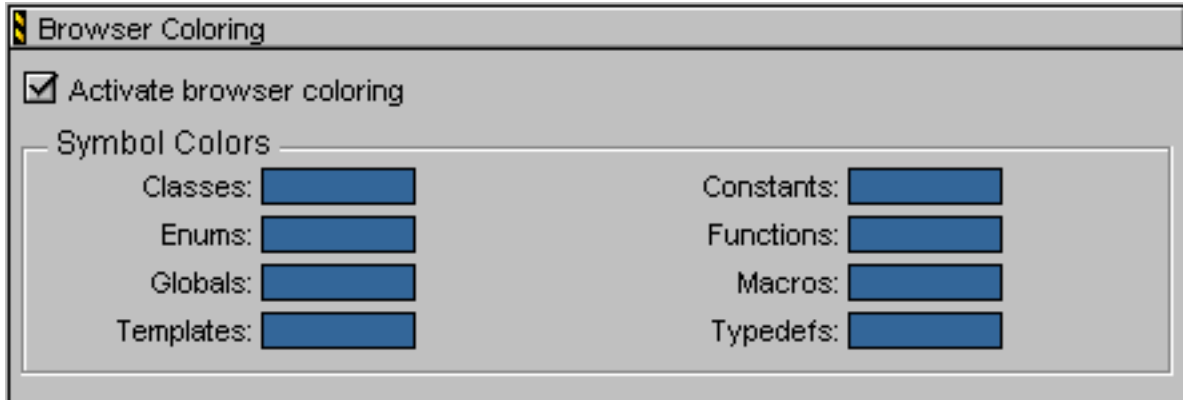 Browser Coloring
Activate browser coloring
Symbol Colors
Classes:
Constants:
Enums:
Functions:
Globals:
Macros:
Templates:
Typedefs: